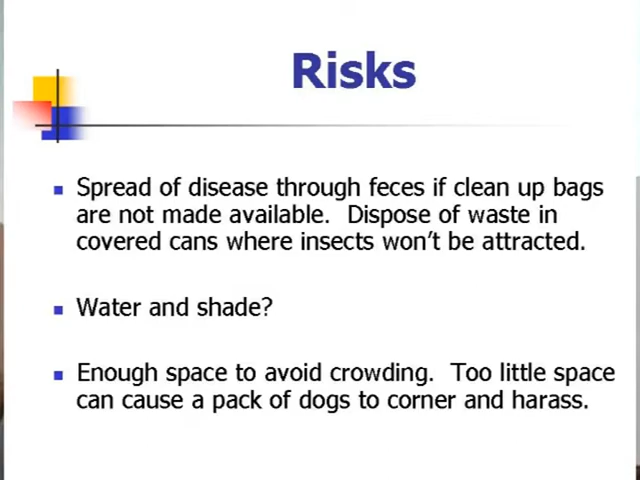 Risks
Spread of disease through feces if clean up bags
are not made available.  Dispose of waste in
covered cans where insects won't be attracted.
Water and shade?
Enough space to avoid crowding.  Too little space
can cause a pack of dogs to corner and harass.